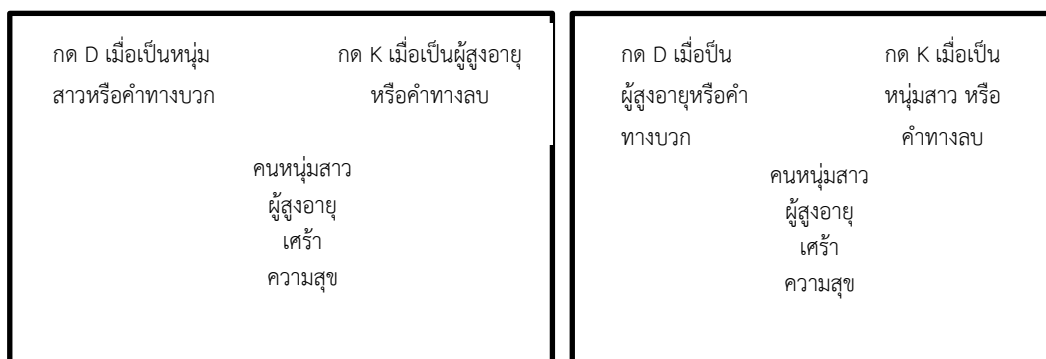 กด D เมื่อเป็นหนุ่ม
สาวหรือคำทางบวก
กด K เมื่อเป็นผู้สูงอายุ
หรือคำทางลบ
คนหนุ่มสาว
ผู้สูงอายุ
เศร้า
ความสุข
กด D เมื่อป็น
ผู้สูงอายุหรือคำ
ทางบวก
กด K เมื่อเป็น
หนุ่มสาว หรือ
คำทางลบ
คนหนุ่มสาว
ผู้สูงอายุ
เศร้า
ความสุข